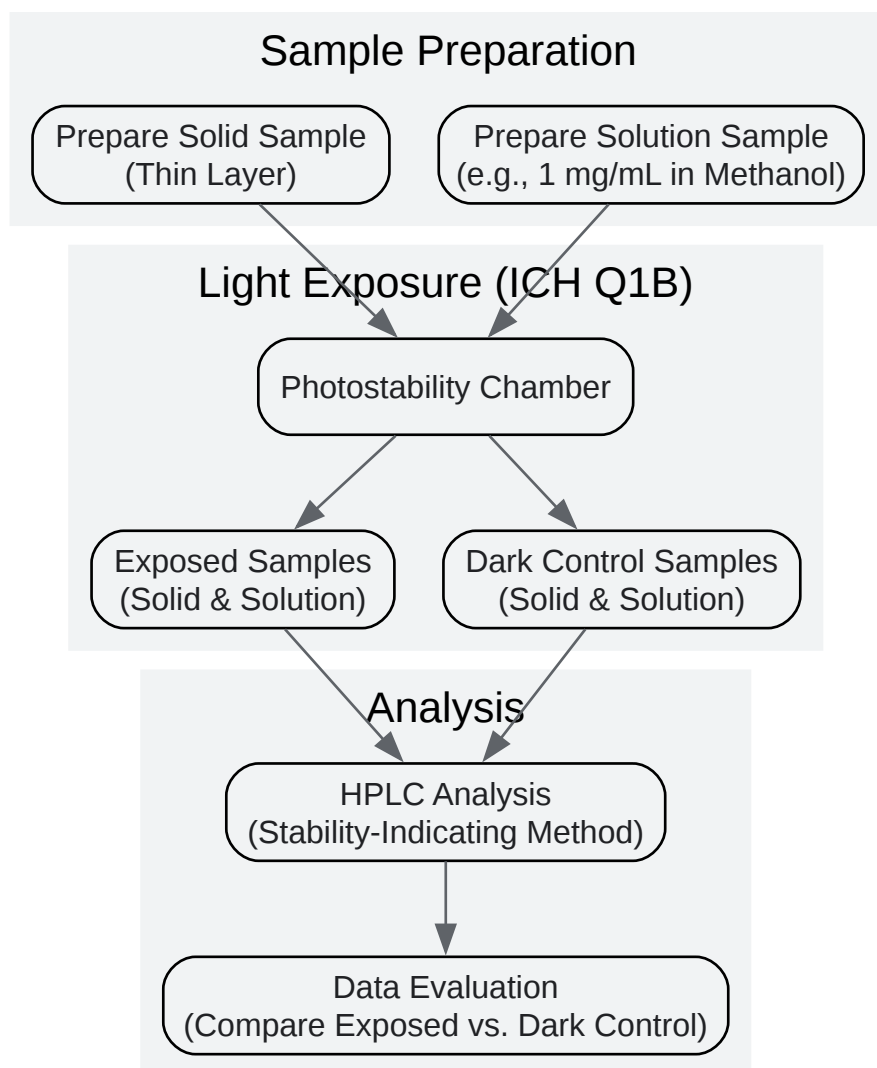 Sample Preparation
Prepare Solid Sample
(Thin Layer)
Prepare Solution Sample
(e.g., 1 mg/mL in Methanol)
Light Exposure (ICH Q1B)
Photostability Chamber
Exposed Samples
(Solid & Solution)
Dark Control Samples
(Solid & Solution)
Analysis
HPLC Analysis
(Stability-Indicating Method)
Data Evaluation
(Compare Exposed vs. Dark Control)